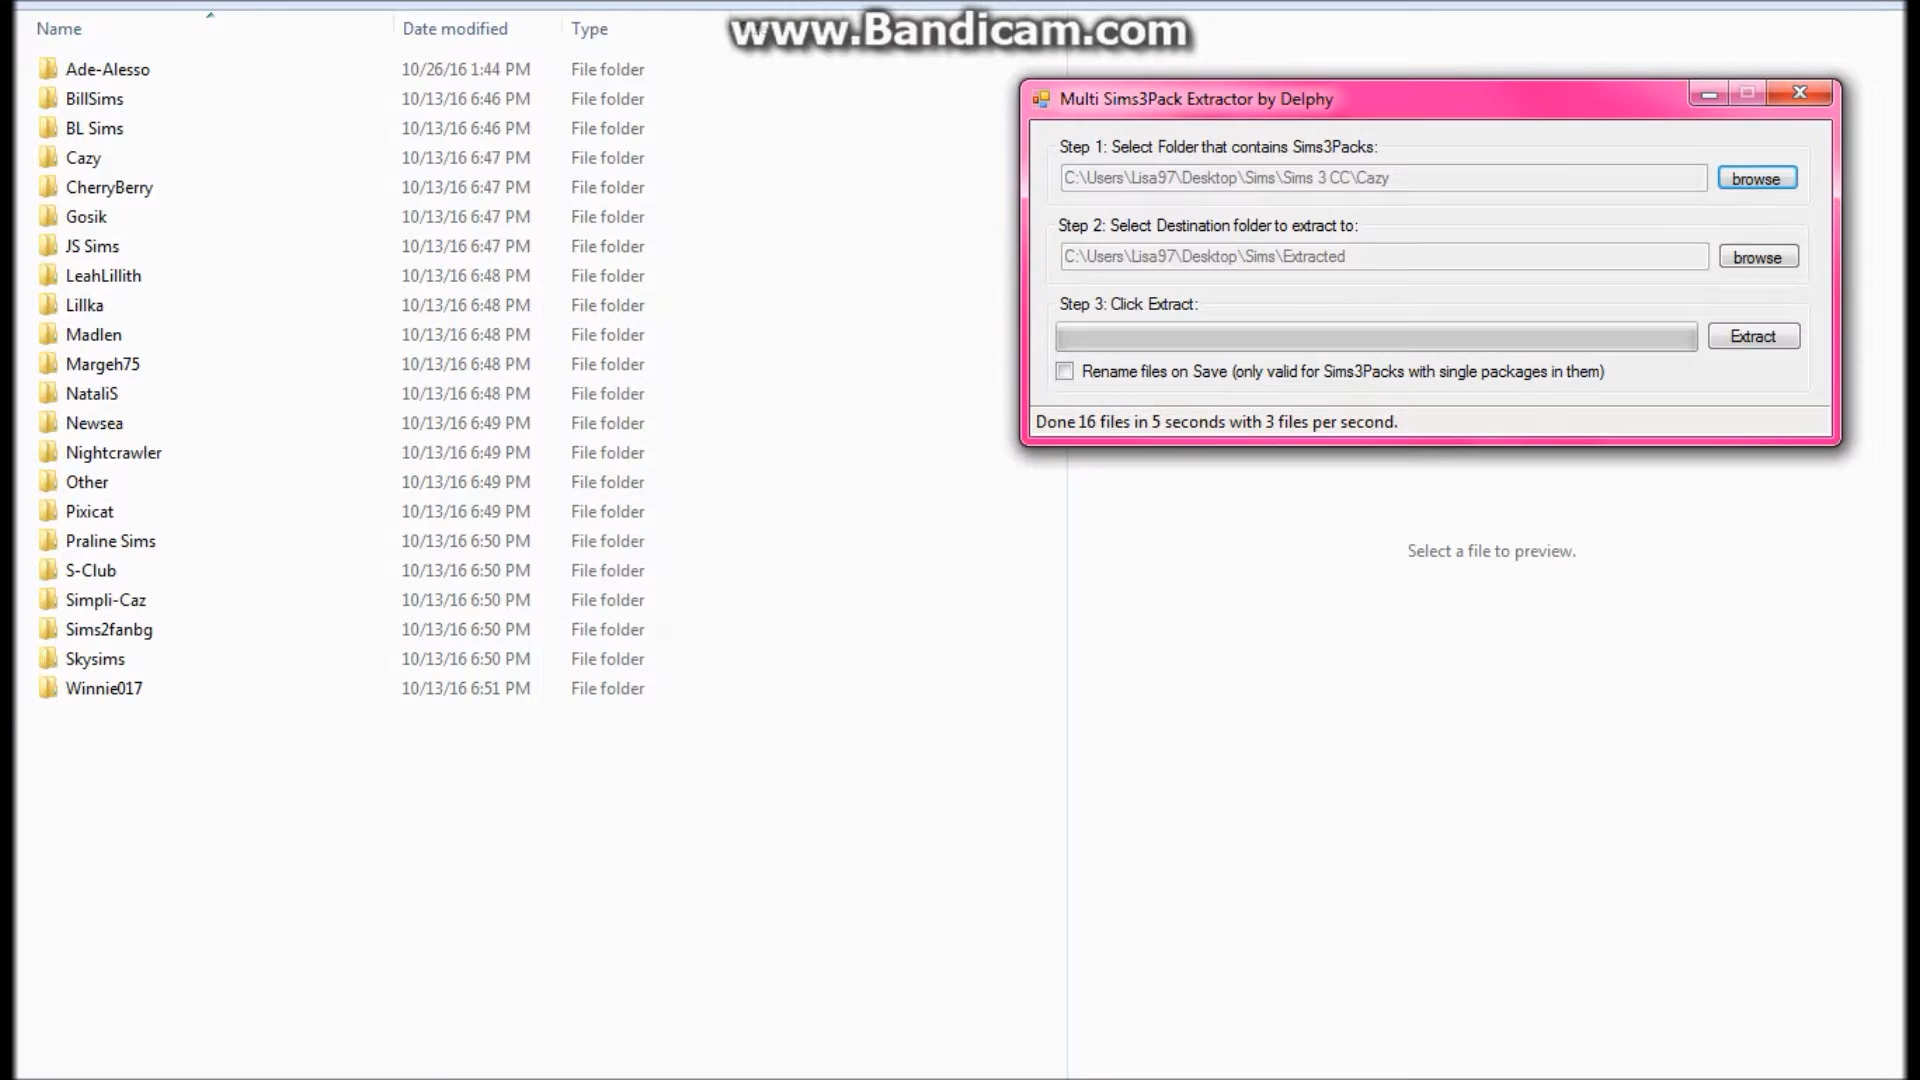 www.Bandicam.com
Name Date modified Type
Ade-Alesso 10/26/16 1:44 PM File folder
BillSims 10/13/16 6:46 PM File folder
BL Sims 10/13/16 6:46 PM File folder
Cazy 10/13/16 6:47 PM File folder
CherryBerry 10/13/16 6:47 PM File folder
Gosik 10/13/16 6:47 PM File folder
JS Sims 10/13/16 6:47 PM File folder
LeahLillith 10/13/16 6:48 PM File folder
Lillka 10/13/16 6:48 PM File folder
Madlen 10/13/16 6:48 PM File folder
Margeh75 10/13/16 6:48 PM File folder
NataliS 10/13/16 6:48 PM File folder
Newsea 10/13/16 6:49 PM File folder
Nightcrawler 10/13/16 6:49 PM File folder
Other 10/13/16 6:49 PM File folder
Pixicat 10/13/16 6:49 PM File folder
Praline Sims 10/13/16 6:50 PM File folder
S-Club 10/13/16 6:50 PM File folder
Simpli-Caz 10/13/16 6:50 PM File folder
Sims2fanbg 10/13/16 6:50 PM File folder
Skysims 10/13/16 6:50 PM File folder
Winnie017 10/13/16 6:51 PM File folder
Multi Sims3Pack Extractor by Delphy
Step 1: Select Folder that contains Sims3Packs:
C:\Users\Lisa97\Desktop\Sims\Sims 3 CC\Cazy browse
Step 2: Select Destination folder to extract to:
C:\Users\Lisa97\Desktop\Sims\Extracted browse
Step 3: Click Extract:
Extract
Rename files on Save (only valid for Sims3Packs with single packages in them)
Done 16 files in 5 seconds with 3 files per second.
Select a file to preview.